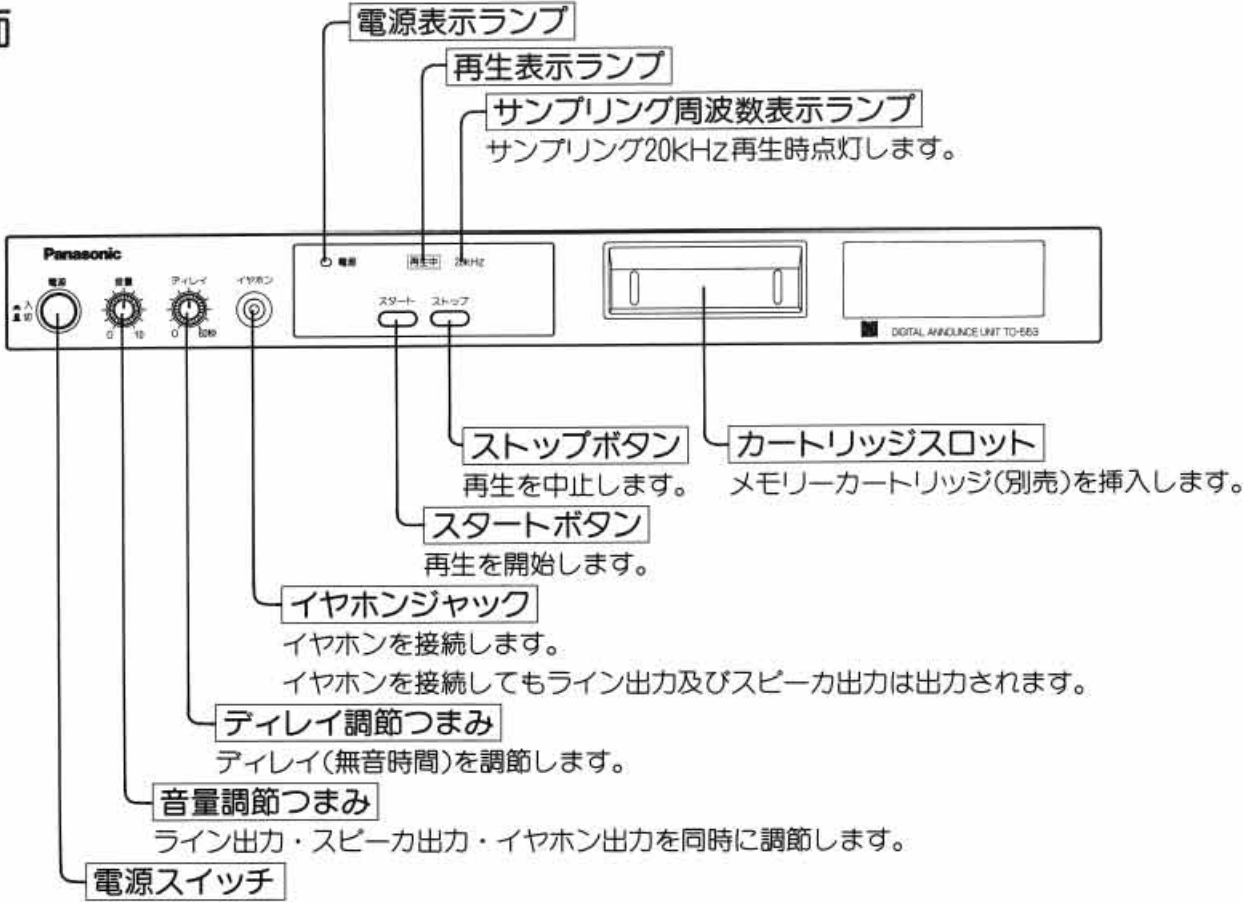 面
電源表示ランプ
再生表示ランプ
サンプリング周波数表示ランプ
サンプリング20kHz再生時点灯します。
Panasonic
電源
音量
ディレイ
イヤホン
入
切
0 10
0 60秒
電源
再生中
20kHz
スタート
ストップ
DIGITAL ANNOUNCE UNIT TO-553
ストップボタン
再生を中止します。
カートリッジスロット
メモリーカートリッジ(別売)を挿入します。
スタートボタン
再生を開始します。
イヤホンジャック
イヤホンを接続します。
イヤホンを接続してもライン出力及びスピーカ出力は出力されます。
ディレイ調節つまみ
ディレイ(無音時間)を調節します。
音量調節つまみ
ライン出力・スピーカ出力・イヤホン出力を同時に調節します。
電源スイッチ